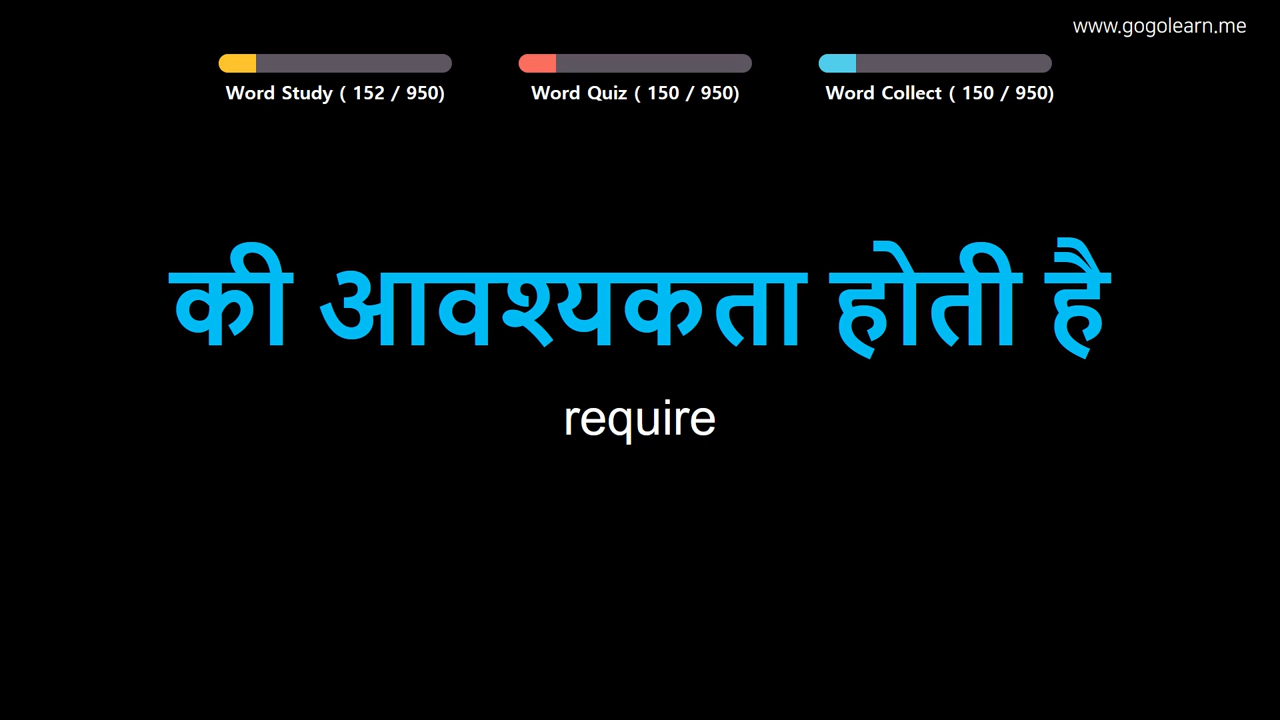 www.gogolearn.me
Word Study ( 152 / 950)
Word Quiz ( 150 / 950)
Word Collect ( 150 / 950)
की आवश्यकता होती है
require